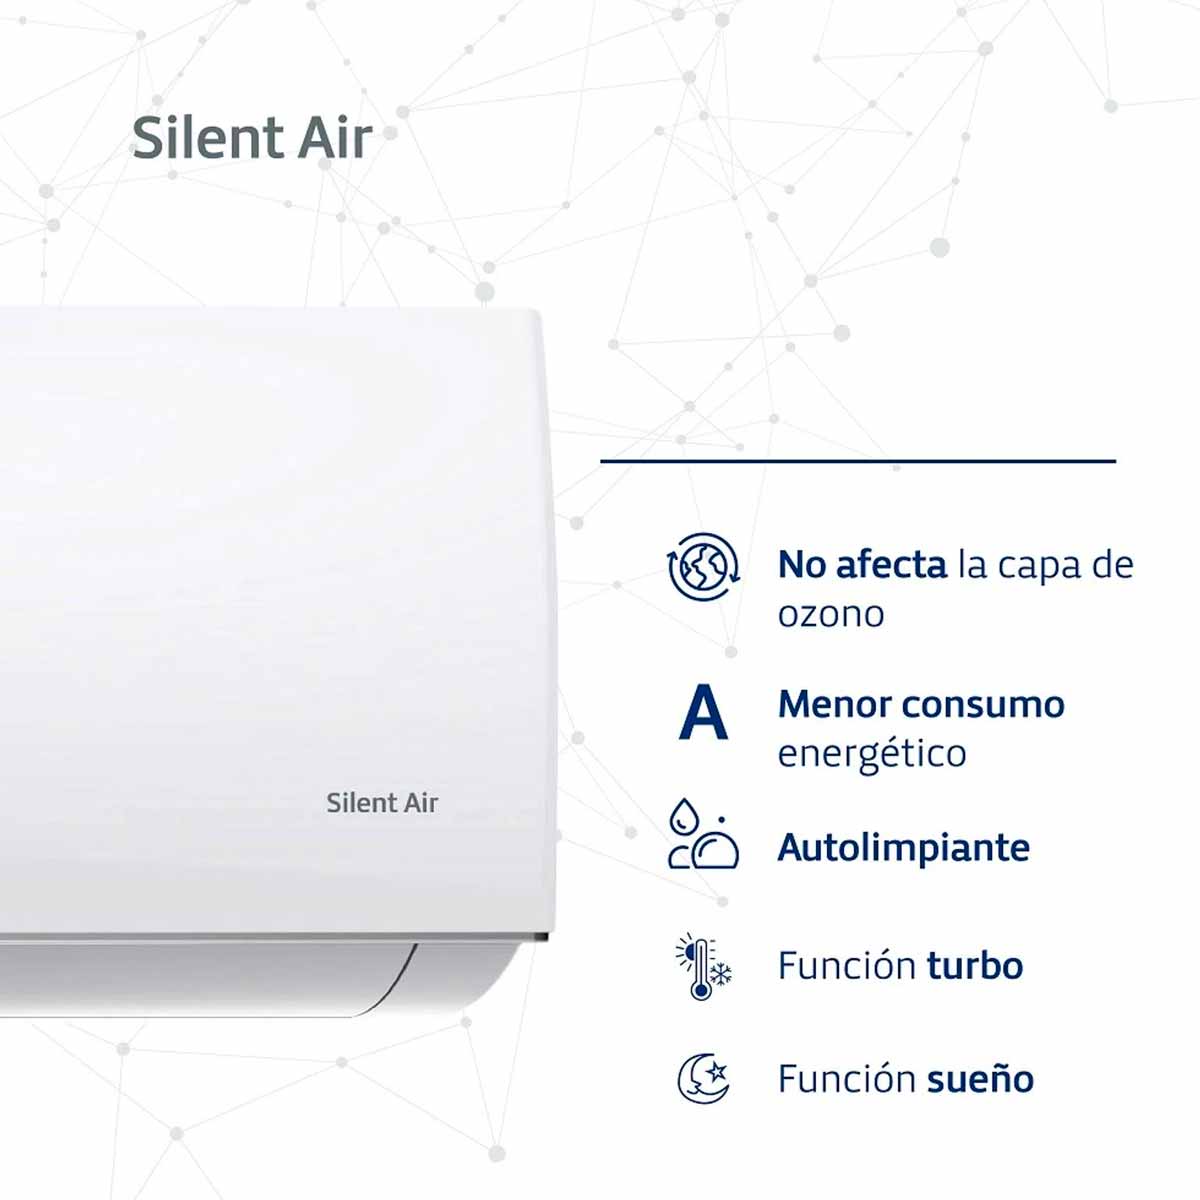 Silent Air
No afecta la capa de
ozono
A
Menor consumo
energético
Autolimpiante
Función turbo
Función sueño
Silent Air